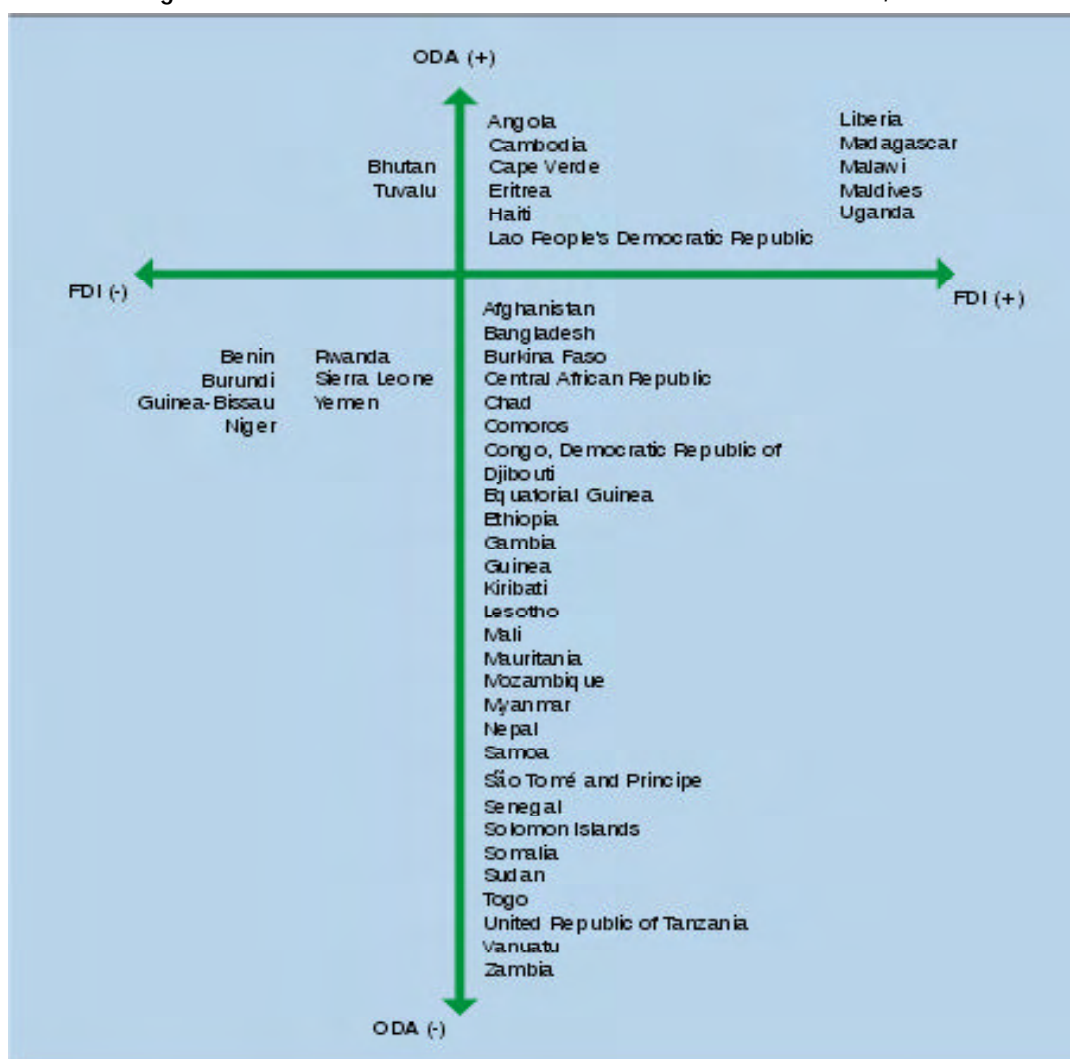 ODA (+)
Bhutan
Tuvalu
Angola
Cambodia
Cape Verde
Eritrea
Haiti
Lao People's Democratic Republic
Liberia
Madagascar
Malawi
Maldives
Uganda
FDI (-)
FDI (+)
Benin
Burundi
Guinea-Bissau
Niger
Rwanda
Sierra Leone
Yemen
Afghanistan
Bangladesh
Burkina Faso
Central African Republic
Chad
Comoros
Congo, Democratic Republic of
Djibouti
Equatorial Guinea
Ethiopia
Gambia
Guinea
Kiribati
Lesotho
Mali
Mauritania
Mozambique
Myanmar
Nepal
Samoa
São Tomé and Principe
Senegal
Solomon Islands
Somalia
Sudan
Togo
United Republic of Tanzania
Vanuatu
Zambia
ODA (-)